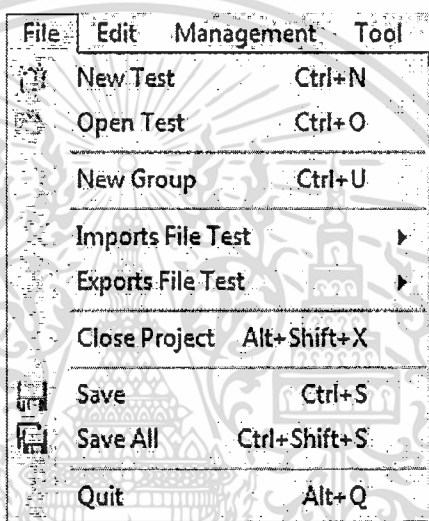 File Edit Management Tool
New Test Ctrl+N
Open Test Ctrl+O
New Group Ctrl+U
Imports File Test
Exports File Test
Close Project Alt+Shift+X
Save Ctrl+S
Save All Ctrl+Shift+S
Quit Alt+Q